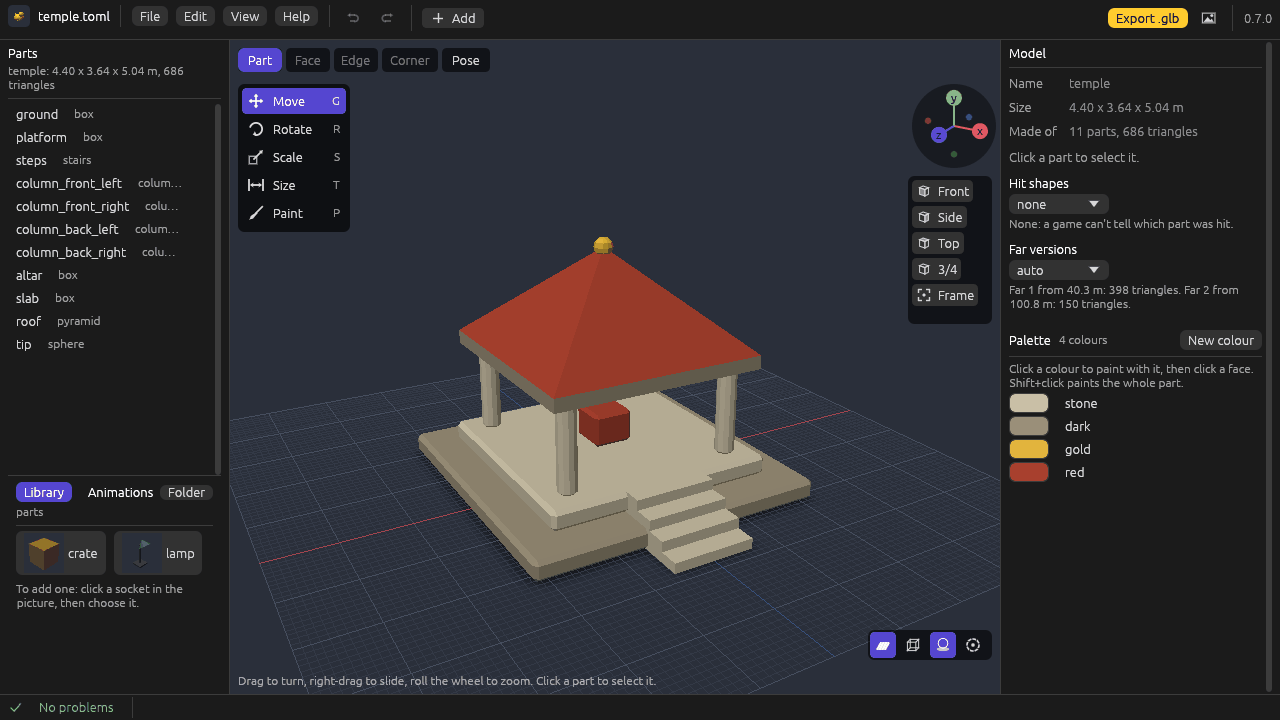 temple.toml
File
Edit
View
Help
Add
Export .glb
0.7.0
Parts
temple: 4.40 x 3.64 x 5.04 m, 686
triangles
ground box
platform box
steps stairs
column_front_left colum…
column_front_right colu…
column_back_left colum…
column_back_right colu…
altar box
slab box
roof pyramid
tip sphere
Library
Animations
Folder
parts
crate
lamp
To add one: click a socket in the
picture, then choose it.
Part
Face
Edge
Corner
Pose
Move G
Rotate R
Scale S
Size T
Paint P
y
x
z
Front
Side
Top
3/4
Frame
Drag to turn, right-drag to slide, roll the wheel to zoom. Click a part to select it.
Model
Name temple
Size 4.40 x 3.64 x 5.04 m
Made of 11 parts, 686 triangles
Click a part to select it.
Hit shapes
none
None: a game can't tell which part was hit.
Far versions
auto
Far 1 from 40.3 m: 398 triangles. Far 2 from
100.8 m: 150 triangles.
Palette 4 colours
New colour
Click a colour to paint with it, then click a face.
Shift+click paints the whole part.
stone
dark
gold
red
No problems